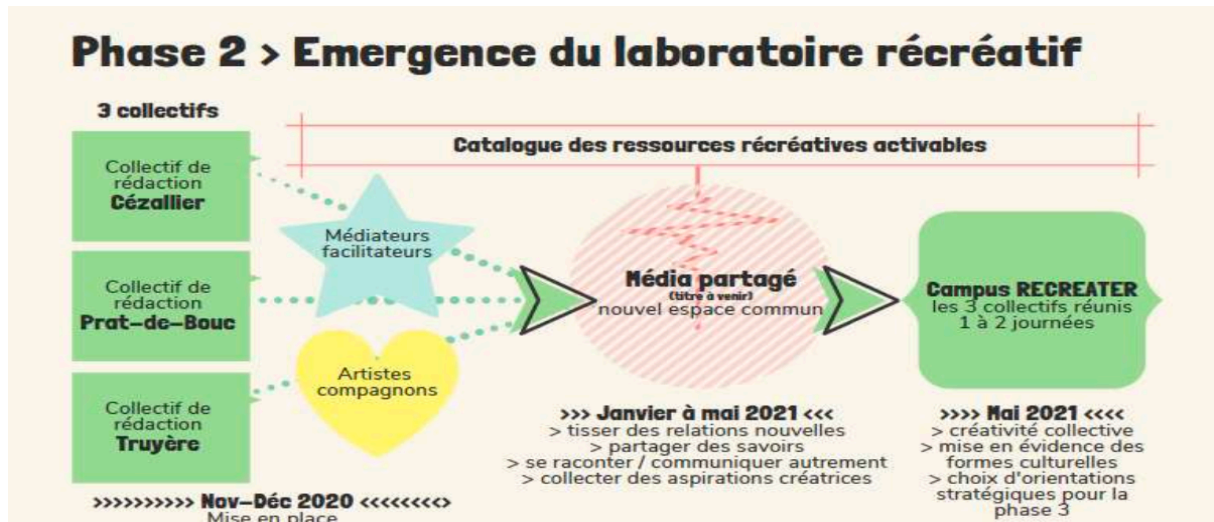 Phase 2 > Emergence du laboratoire récréatif
3 collectifs
Catalogue des ressources récréatives activables
Collectif de
rédaction
Cézallier
Collectif de
rédaction
Prat-de-Bouc
Collectif de
rédaction
Truyère
>>>>>>>>>> Nov-Déc 2020 <<<<<<<<>
Mise en place
Médiateurs
facilitateurs
Artistes
compagnons
Média partagé
(titre à venir)
nouvel espace commun
>>> Janvier à mai 2021 <<<
> tisser des relations nouvelles
> partager des savoirs
> se raconter / communiquer autrement
> collecter des aspirations créatrices
Campus RECREATER
les 3 collectifs réunis
1 à 2 journées
>>>> Mai 2021 <<<<
> créativité collective
> mise en évidence des
formes culturelles
> choix d'orientations
stratégiques pour la
phase 3